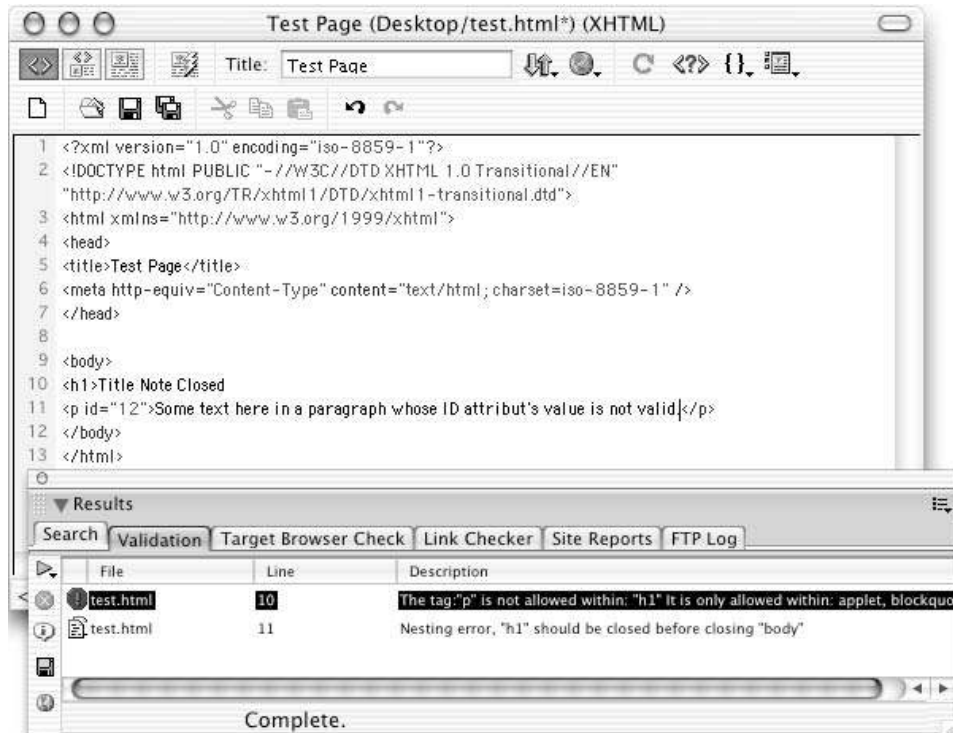 Test Page (Desktop/test.html*) (XHTML)
Title: Test Page
1 <?xml version="1.0" encoding="iso-8859-1"?>
2 <!DOCTYPE html PUBLIC "-//W3C//DTD XHTML 1.0 Transitional//EN"
"http://www.w3.org/TR/xhtml1/DTD/xhtml1-transitional.dtd">
3 <html xmlns="http://www.w3.org/1999/xhtml">
4 <head>
5 <title>Test Page</title>
6 <meta http-equiv="Content-Type" content="text/html; charset=iso-8859-1" />
7 </head>
8
9 <body>
10 <h1>Title Note Closed
11 <p id="12">Some text here in a paragraph whose ID attribut's value is not valid.</p>
12 </body>
13 </html>
Results
Search Validation Target Browser Check Link Checker Site Reports FTP Log
File Line Description
test.html 10 The tag:"p" is not allowed within: "h1" It is only allowed within: applet, blockquo
test.html 11 Nesting error, "h1" should be closed before closing "body"
Complete.